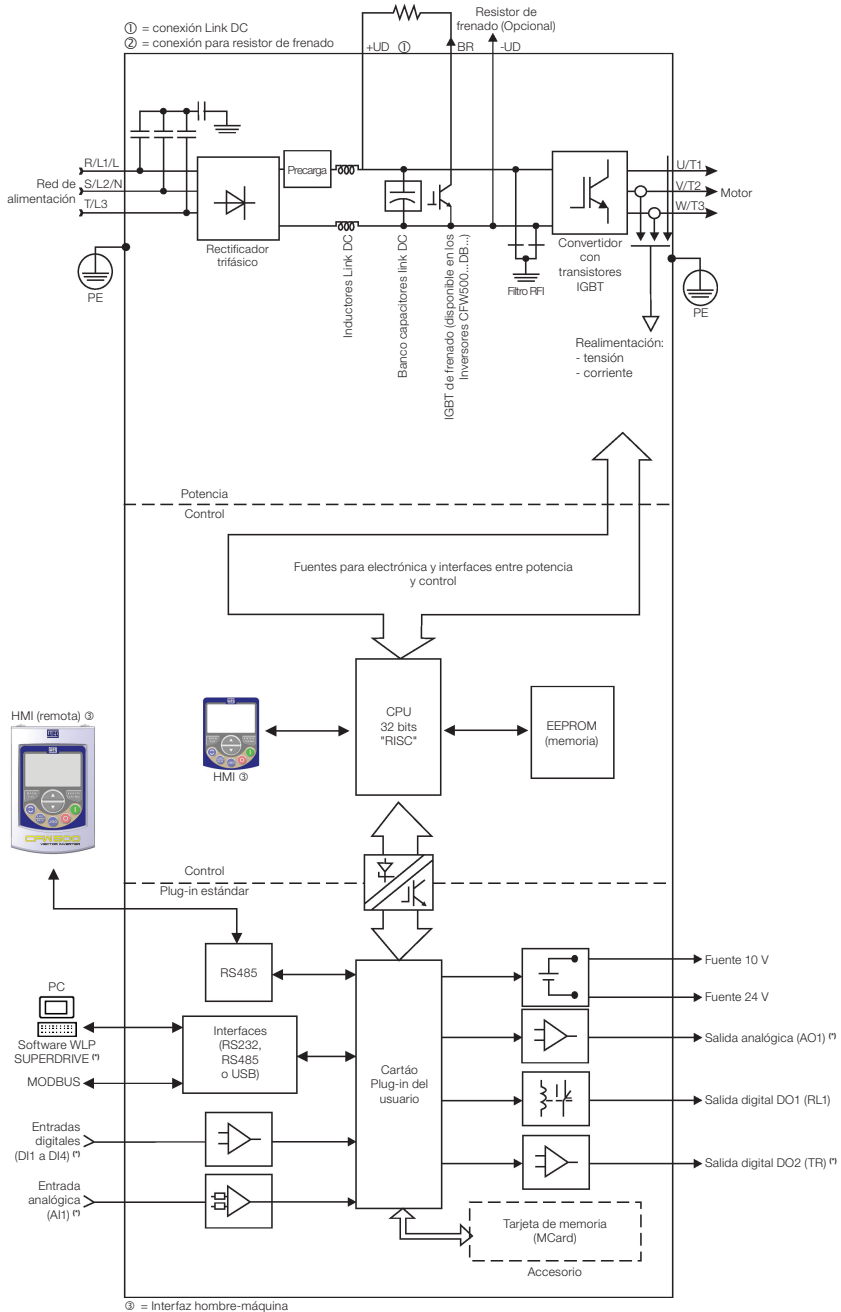 ① = conexión Link DC
② = conexión para resistor de frenado
Resistor de
frenado (Opcional)
+UD ①
BR
-UD
R/L1/L
S/L2/N
T/L3
Red de
alimentación
PE
Precarga
Rectificador
trifásico
Inductores Link DC
Banco capacitores link DC
IGBT de frenado (disponible en los
Inversores CFW500...DB...)
Filtro RFI
Convertidor
con
transistores
IGBT
U/T1
V/T2
W/T3
Motor
PE
Realimentación:
- tensión
- corriente
Potencia
Control
Fuentes para electrónica y interfaces entre potencia
y control
HMI (remota) ③
CFW500
HMI ③
CPU
32 bits
"RISC"
EEPROM
(memoria)
Control
Plug-in estándar
RS485
PC
Software WLP
SUPERDRIVE (*)
MODBUS
Interfaces
(RS232,
RS485
o USB)
Entradas
digitales
(DI1 a DI4) (*)
Entrada
analógica
(AI1) (*)
Cartáo
Plug-in del
usuario
Fuente 10 V
Fuente 24 V
Salida analógica (AO1) (*)
Salida digital DO1 (RL1)
Salida digital DO2 (TR) (*)
Tarjeta de memoria
(MCard)
Accesorio
③ = Interfaz hombre-máquina